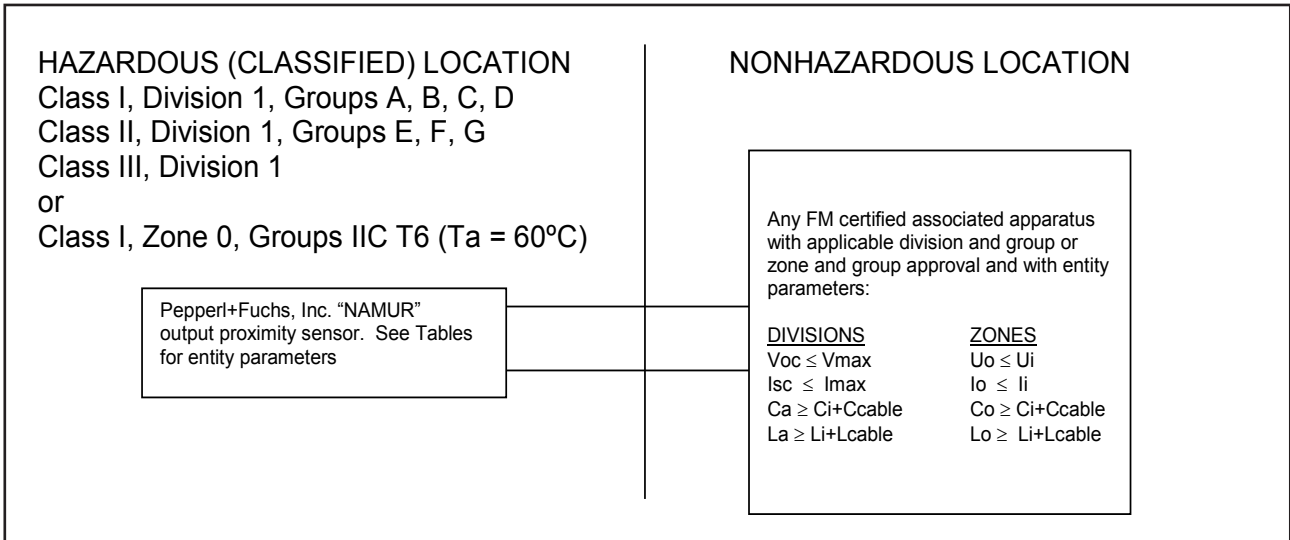 HAZARDOUS (CLASSIFIED) LOCATION
Class I, Division 1, Groups A, B, C, D
Class II, Division 1, Groups E, F, G
Class III, Division 1
or
Class I, Zone 0, Groups IIC T6 (Ta = 60ºC)
Pepperl+Fuchs, Inc. “NAMUR”
output proximity sensor. See Tables
for entity parameters
NONHAZARDOUS LOCATION
Any FM certified associated apparatus
with applicable division and group or
zone and group approval and with entity
parameters:
DIVISIONS ZONES
Voc ≤ Vmax Uo ≤ Ui
Isc ≤ Imax Io ≤ Ii
Ca ≥ Ci+Ccable Co ≥ Ci+Ccable
La ≥ Li+Lcable Lo ≥ Li+Lcable